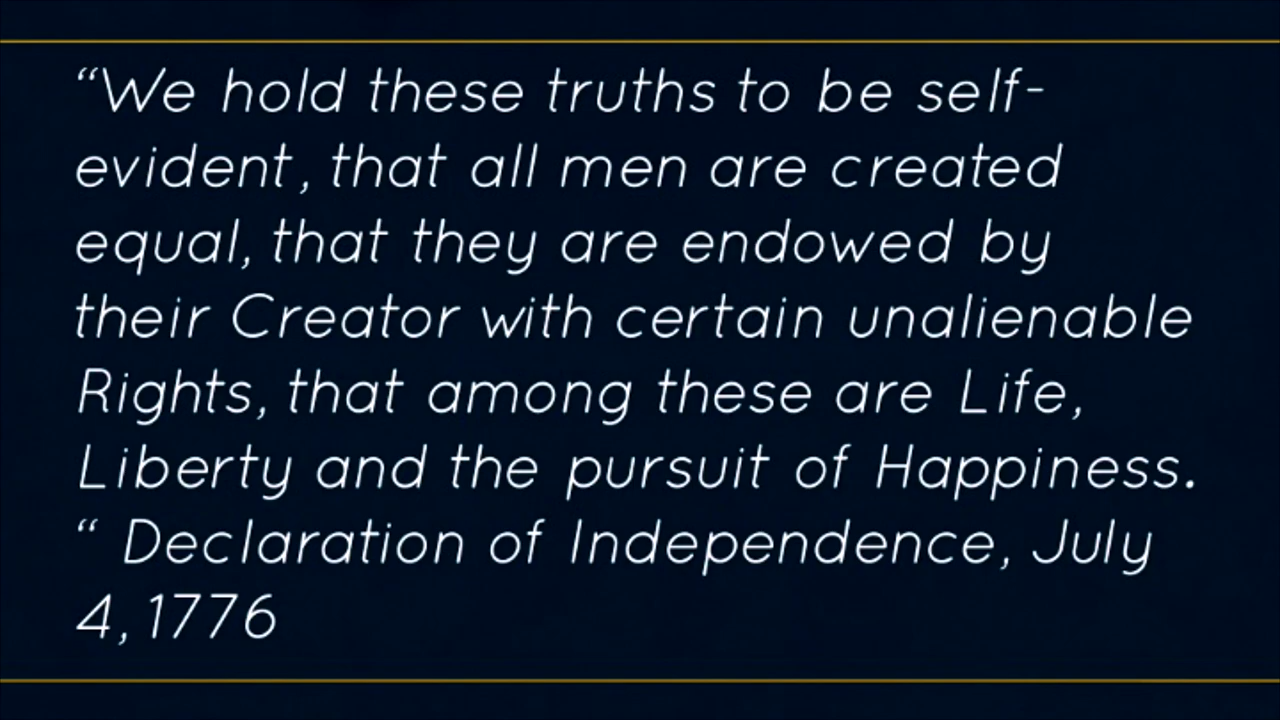 “We hold these truths to be self-
evident, that all men are created
equal, that they are endowed by
their Creator with certain unalienable
Rights, that among these are Life,
Liberty and the pursuit of Happiness.
“ Declaration of Independence, July
4, 1776